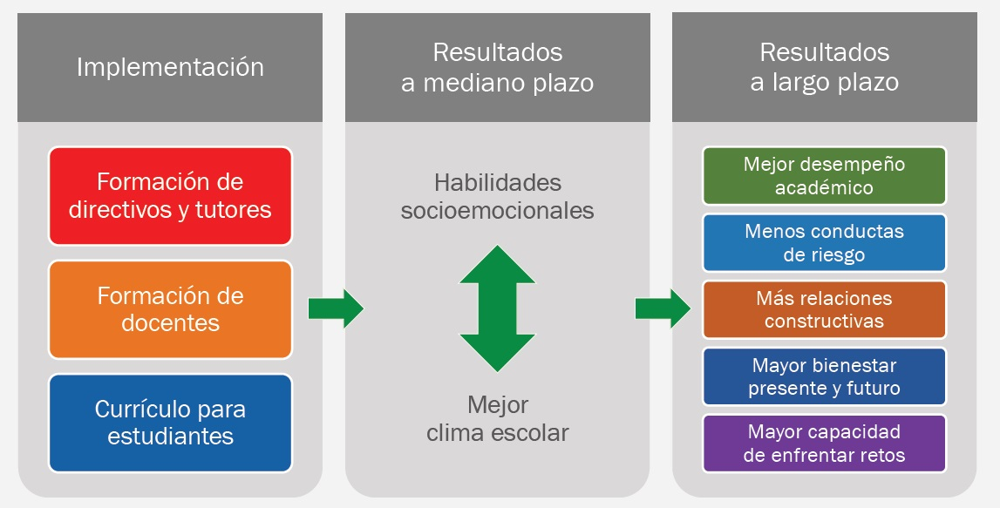 Implementación
Formación de
directivos y tutores
Formación de
docentes
Currículo para
estudiantes
Resultados
a mediano plazo
Habilidades
socioemocionales
Mejor
clima escolar
Resultados
a largo plazo
Mejor desempeño
académico
Menos conductas
de riesgo
Más relaciones
constructivas
Mayor bienestar
presente y futuro
Mayor capacidad
de enfrentar retos